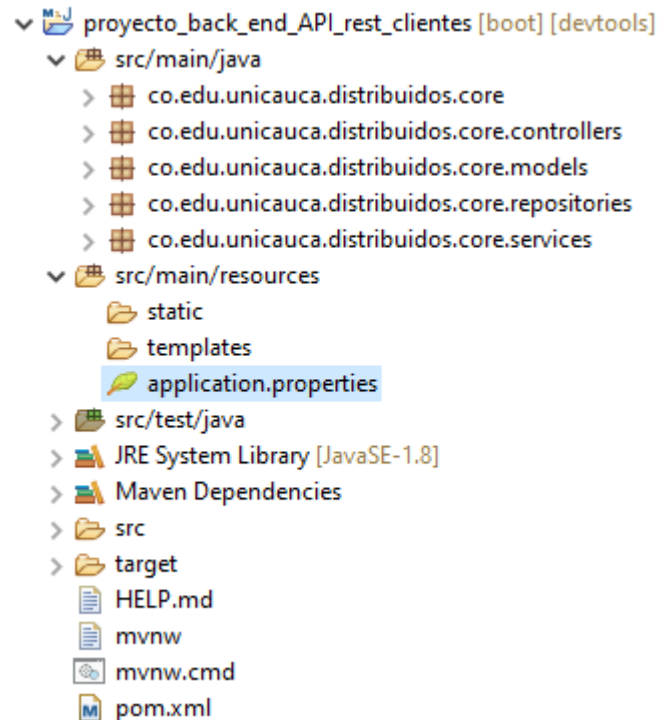 proyecto_back_end_API_rest_clientes [boot] [devtools]
src/main/java
co.edu.unicauca.distribuidos.core
co.edu.unicauca.distribuidos.core.controllers
co.edu.unicauca.distribuidos.core.models
co.edu.unicauca.distribuidos.core.repositories
co.edu.unicauca.distribuidos.core.services
src/main/resources
static
templates
application.properties
src/test/java
JRE System Library [JavaSE-1.8]
Maven Dependencies
src
target
HELP.md
mvnw
mvnw.cmd
pom.xml